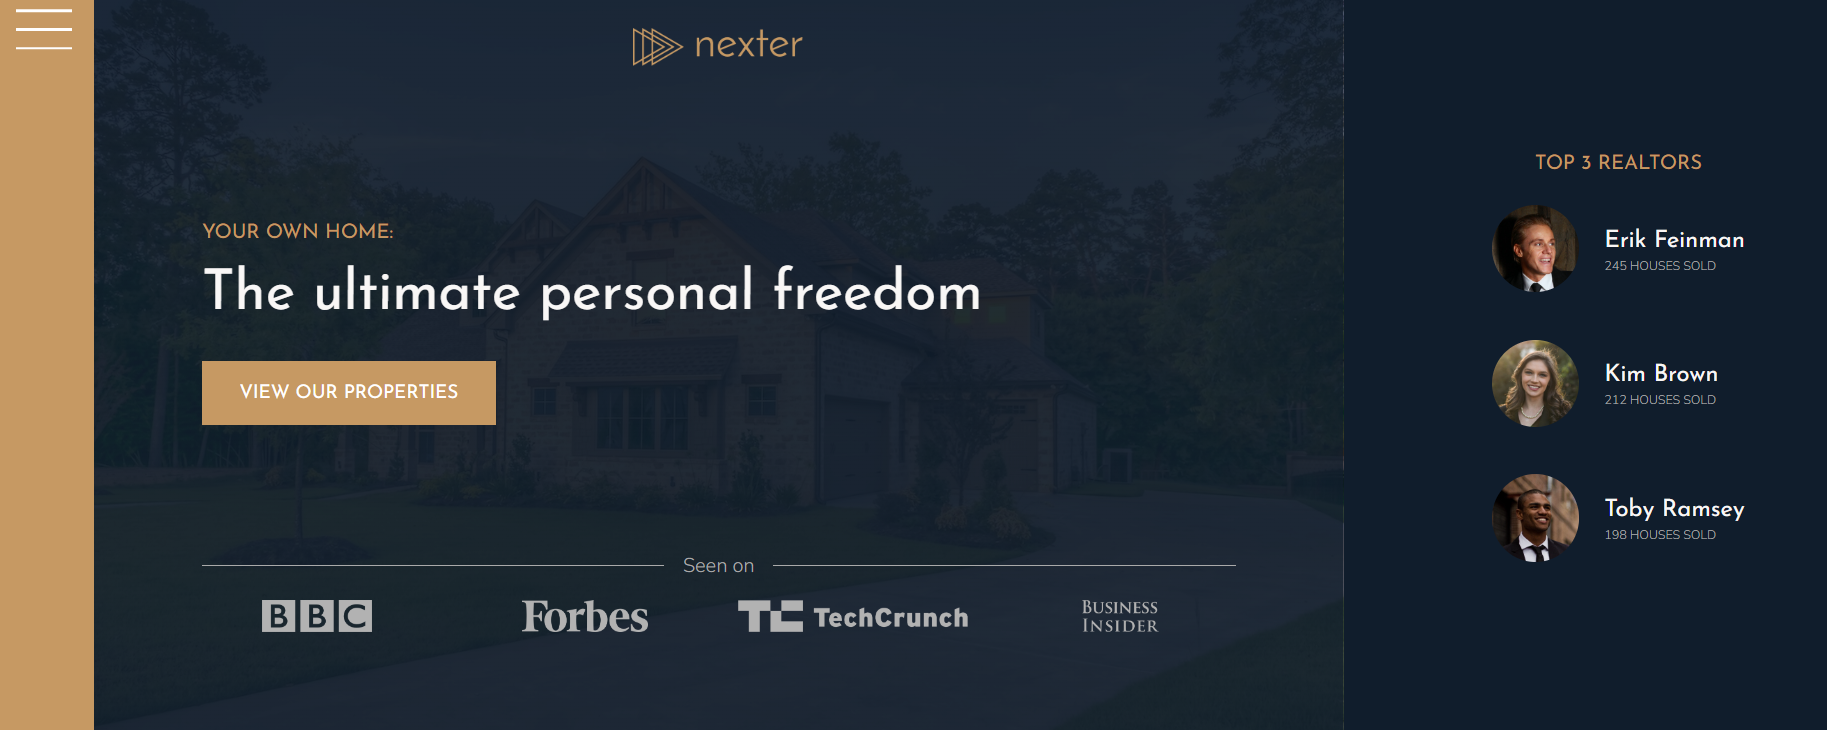 nexter
YOUR OWN HOME:
The ultimate personal freedom
VIEW OUR PROPERTIES
Seen on
BBC
Forbes
TC TechCrunch
BUSINESS
INSIDER
TOP 3 REALTORS
Erik Feinman
245 HOUSES SOLD
Kim Brown
212 HOUSES SOLD
Toby Ramsey
198 HOUSES SOLD